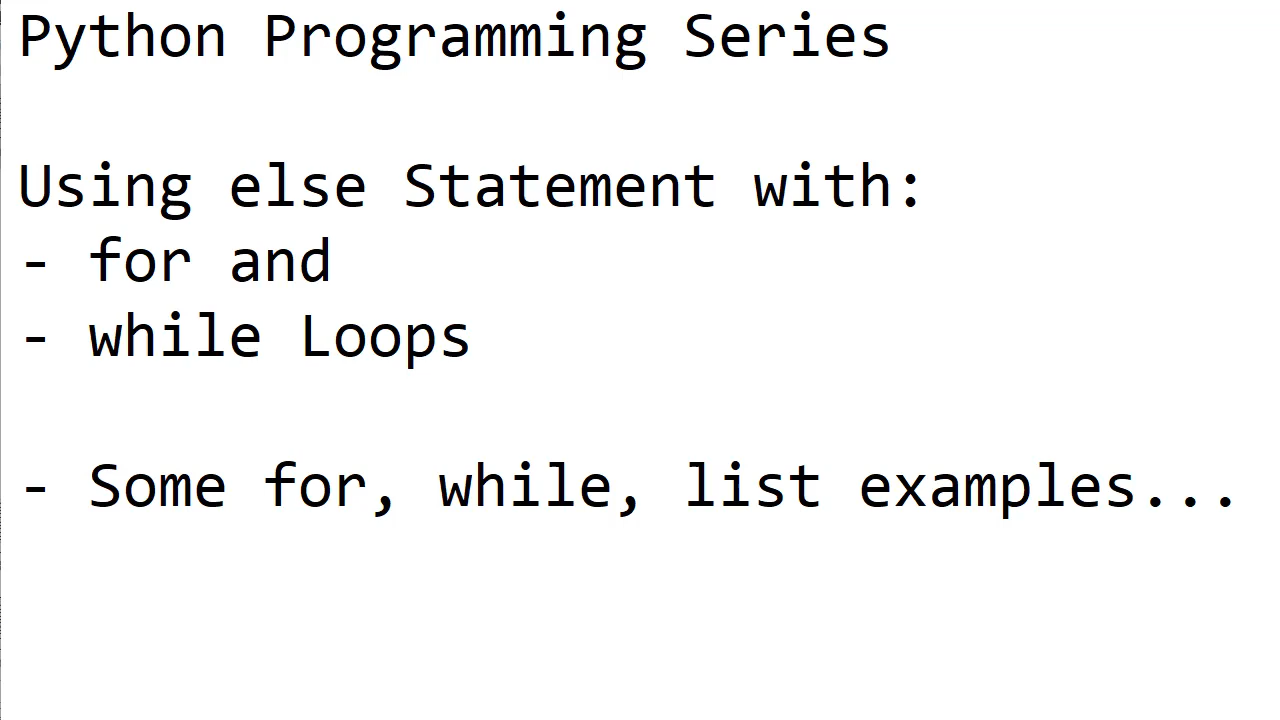 Python Programming Series
Using else Statement with:
- for and
- while Loops
- Some for, while, list examples...